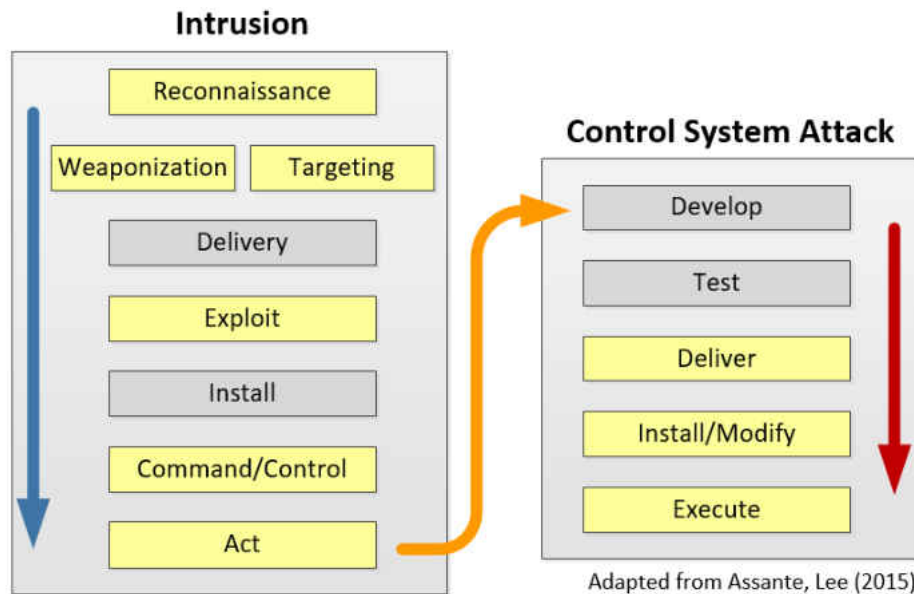 Intrusion
Reconnaissance
Weaponization
Targeting
Delivery
Exploit
Install
Command/Control
Act
Control System Attack
Develop
Test
Deliver
Install/Modify
Execute
Adapted from Assante, Lee (2015)